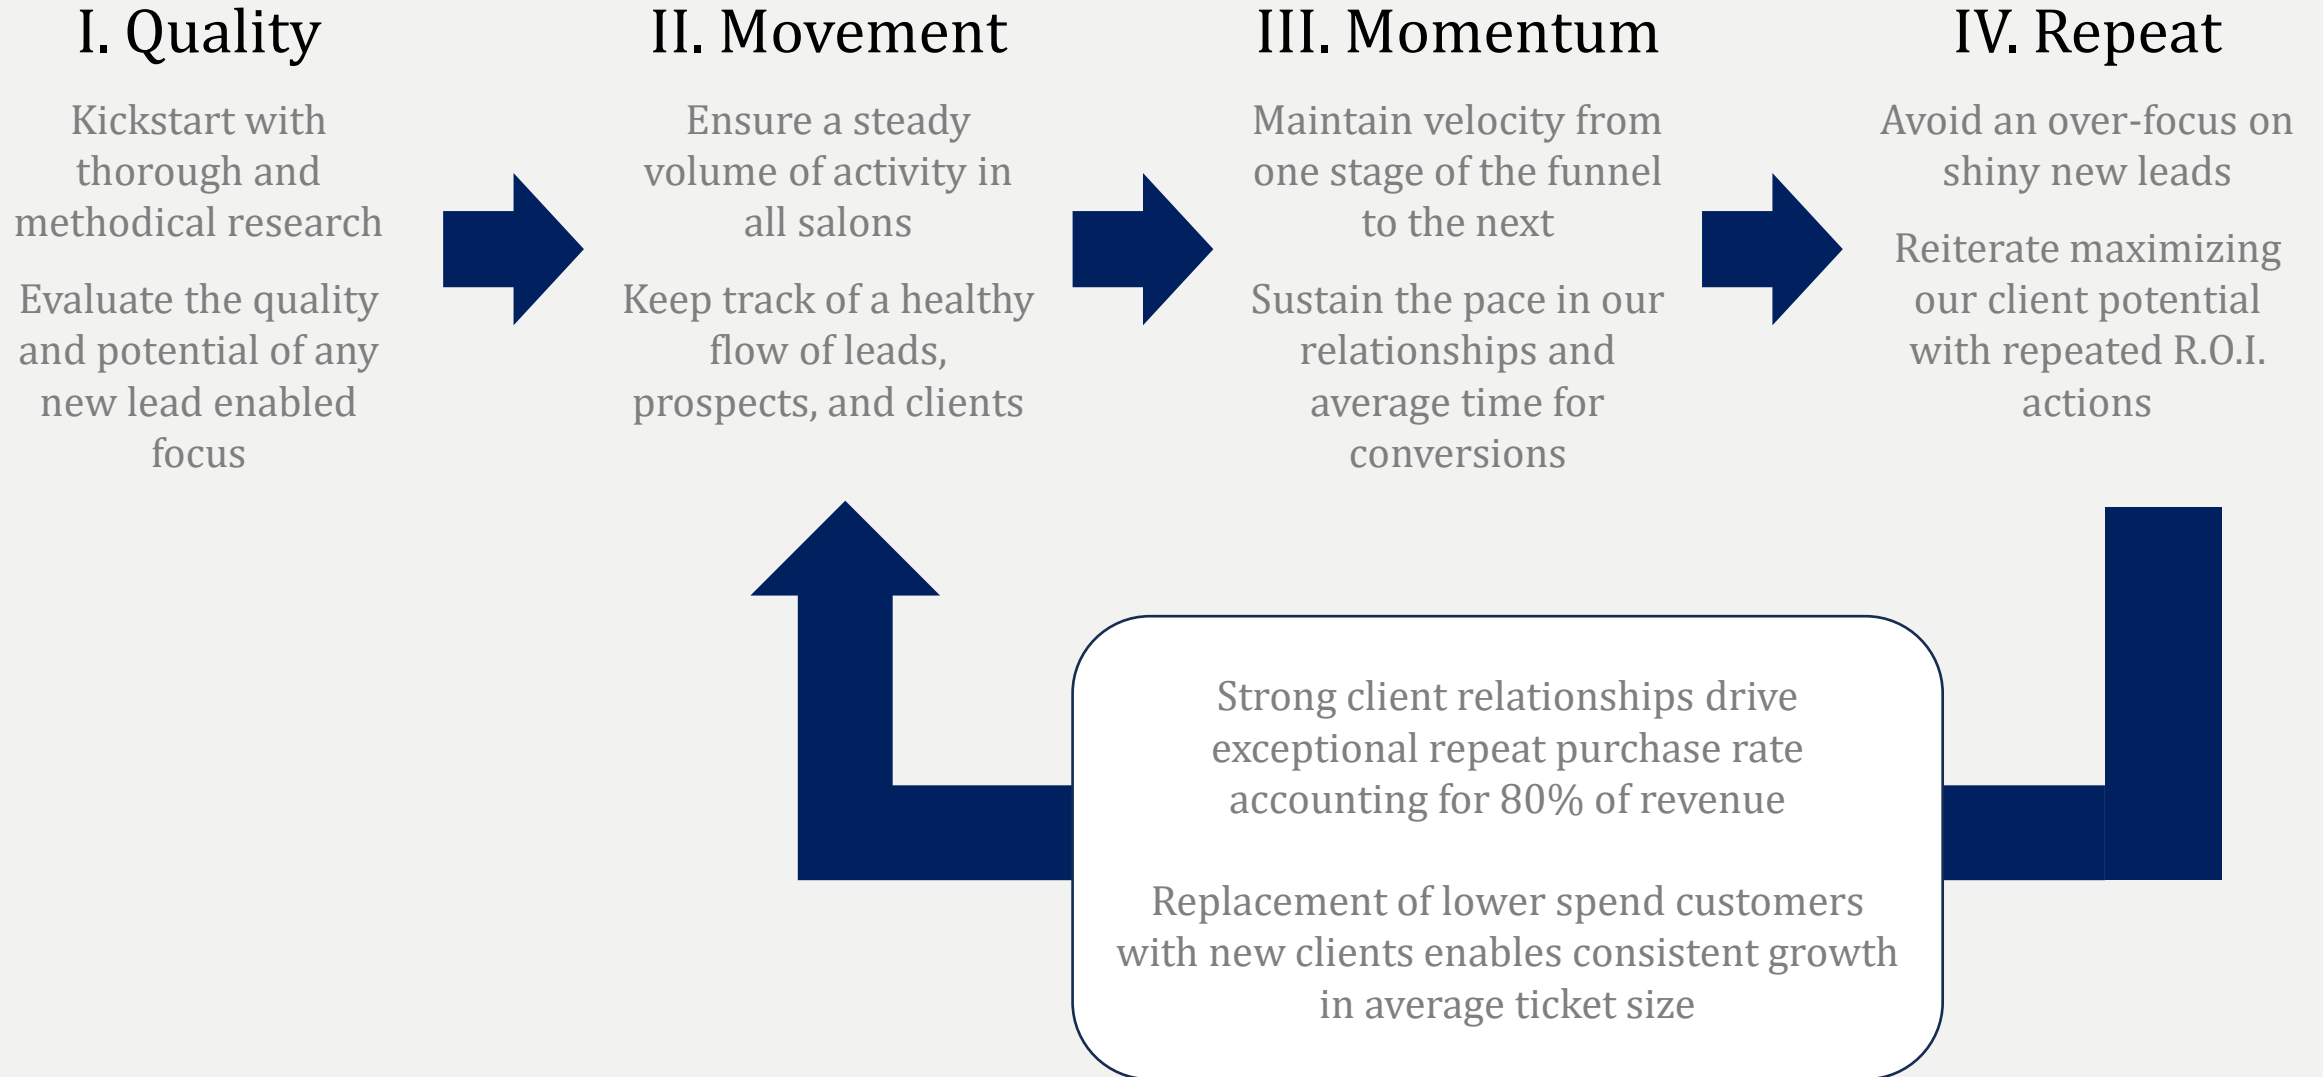 I. Quality
Kickstart with
thorough and
methodical research
Evaluate the quality
and potential of any
new lead enabled
focus
II. Movement
Ensure a steady
volume of activity in
all salons
Keep track of a healthy
flow of leads,
prospects, and clients
III. Momentum
Maintain velocity from
one stage of the funnel
to the next
Sustain the pace in our
relationships and
average time for
conversions
IV. Repeat
Avoid an over-focus on
shiny new leads
Reiterate maximizing
our client potential
with repeated R.O.I.
actions
Strong client relationships drive
exceptional repeat purchase rate
accounting for 80% of revenue
Replacement of lower spend customers
with new clients enables consistent growth
in average ticket size